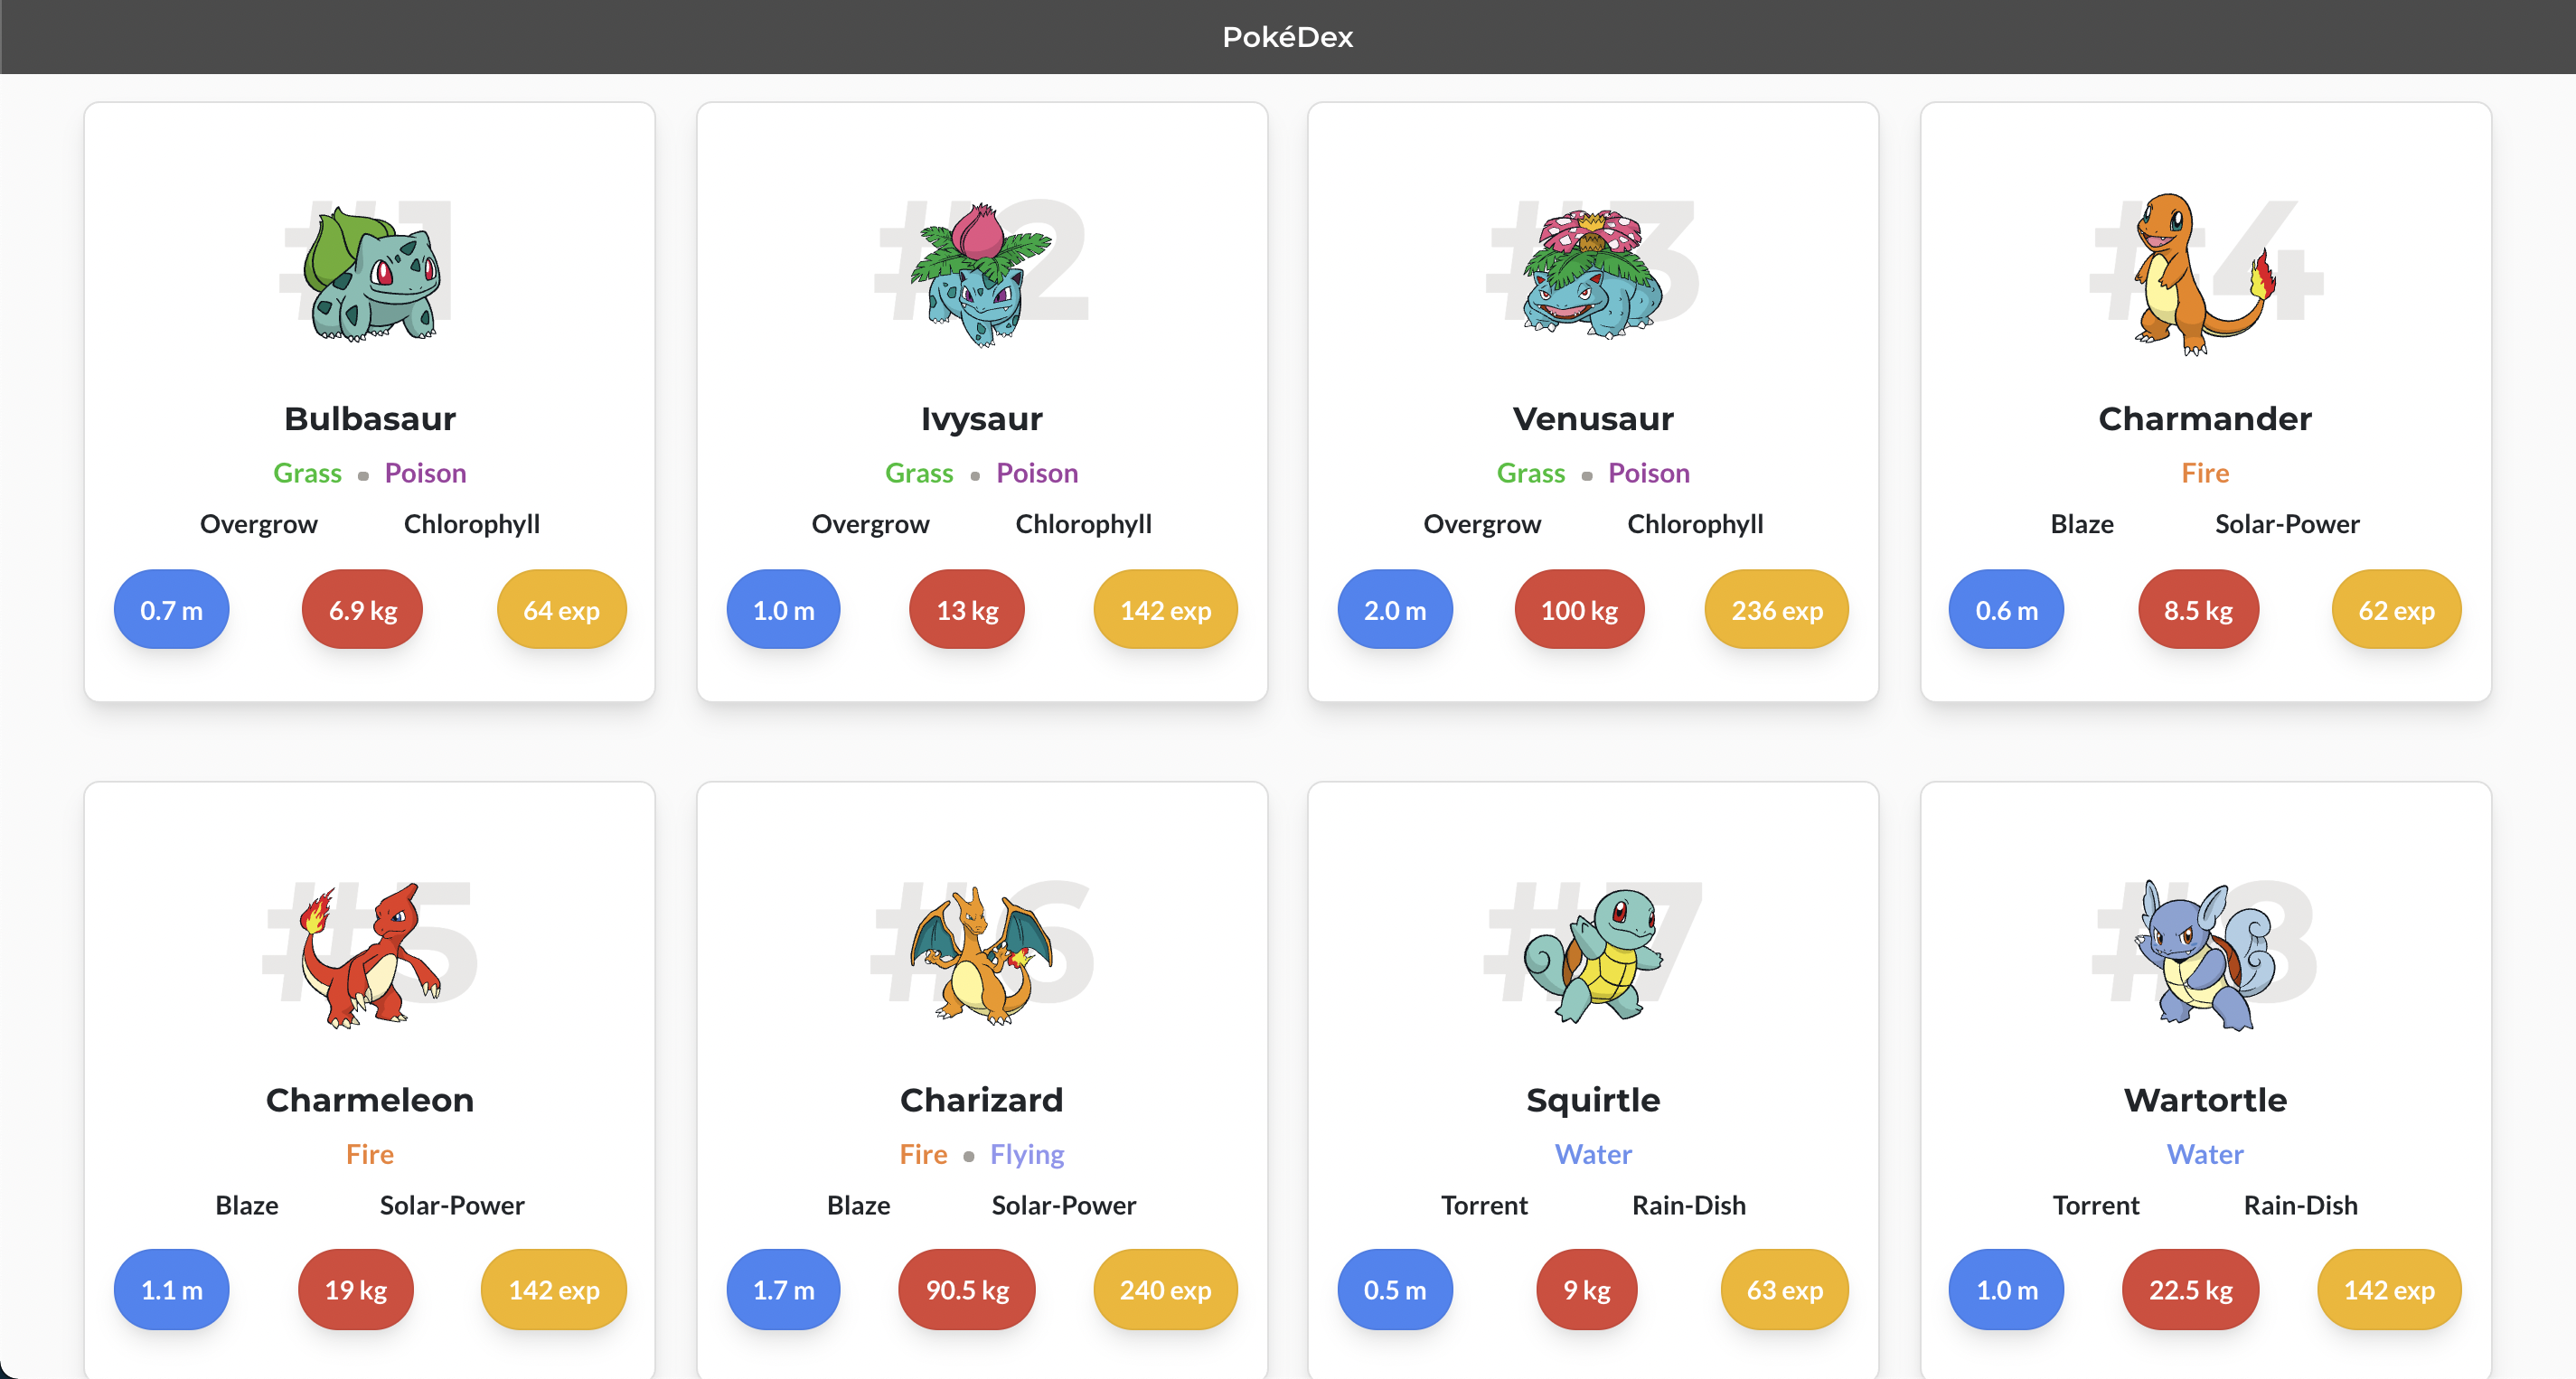 PokéDex
#1
Bulbasaur
Grass • Poison
Overgrow Chlorophyll
0.7 m 6.9 kg 64 exp
#2
Ivysaur
Grass • Poison
Overgrow Chlorophyll
1.0 m 13 kg 142 exp
#3
Venusaur
Grass • Poison
Overgrow Chlorophyll
2.0 m 100 kg 236 exp
#4
Charmander
Fire
Blaze Solar-Power
0.6 m 8.5 kg 62 exp
#5
Charmeleon
Fire
Blaze Solar-Power
1.1 m 19 kg 142 exp
#6
Charizard
Fire • Flying
Blaze Solar-Power
1.7 m 90.5 kg 240 exp
#7
Squirtle
Water
Torrent Rain-Dish
0.5 m 9 kg 63 exp
#8
Wartortle
Water
Torrent Rain-Dish
1.0 m 22.5 kg 142 exp